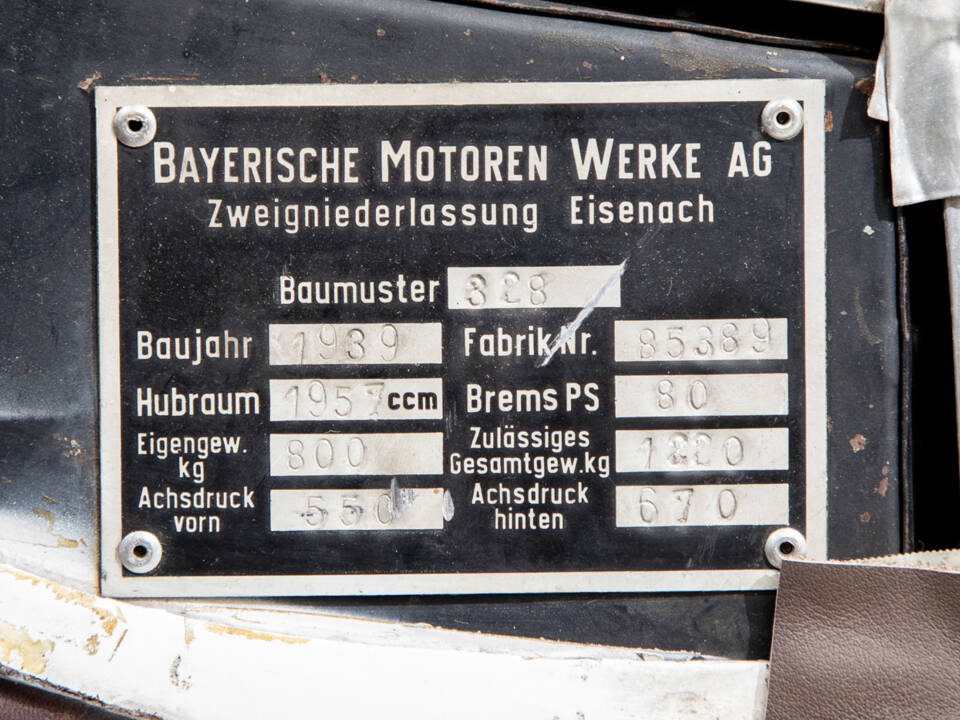 BAYERISCHE MOTOREN WERKE AG
Zweigniederlassung Eisenach
Baumuster 328
Baujahr 1939 Fabrik Nr. 85389
Hubraum 1957 ccm Brems PS 80
Eigengew. kg 800 Zulässiges Gesamtgew. kg 1220
Achsdruck vorn 550 Achsdruck hinten 670